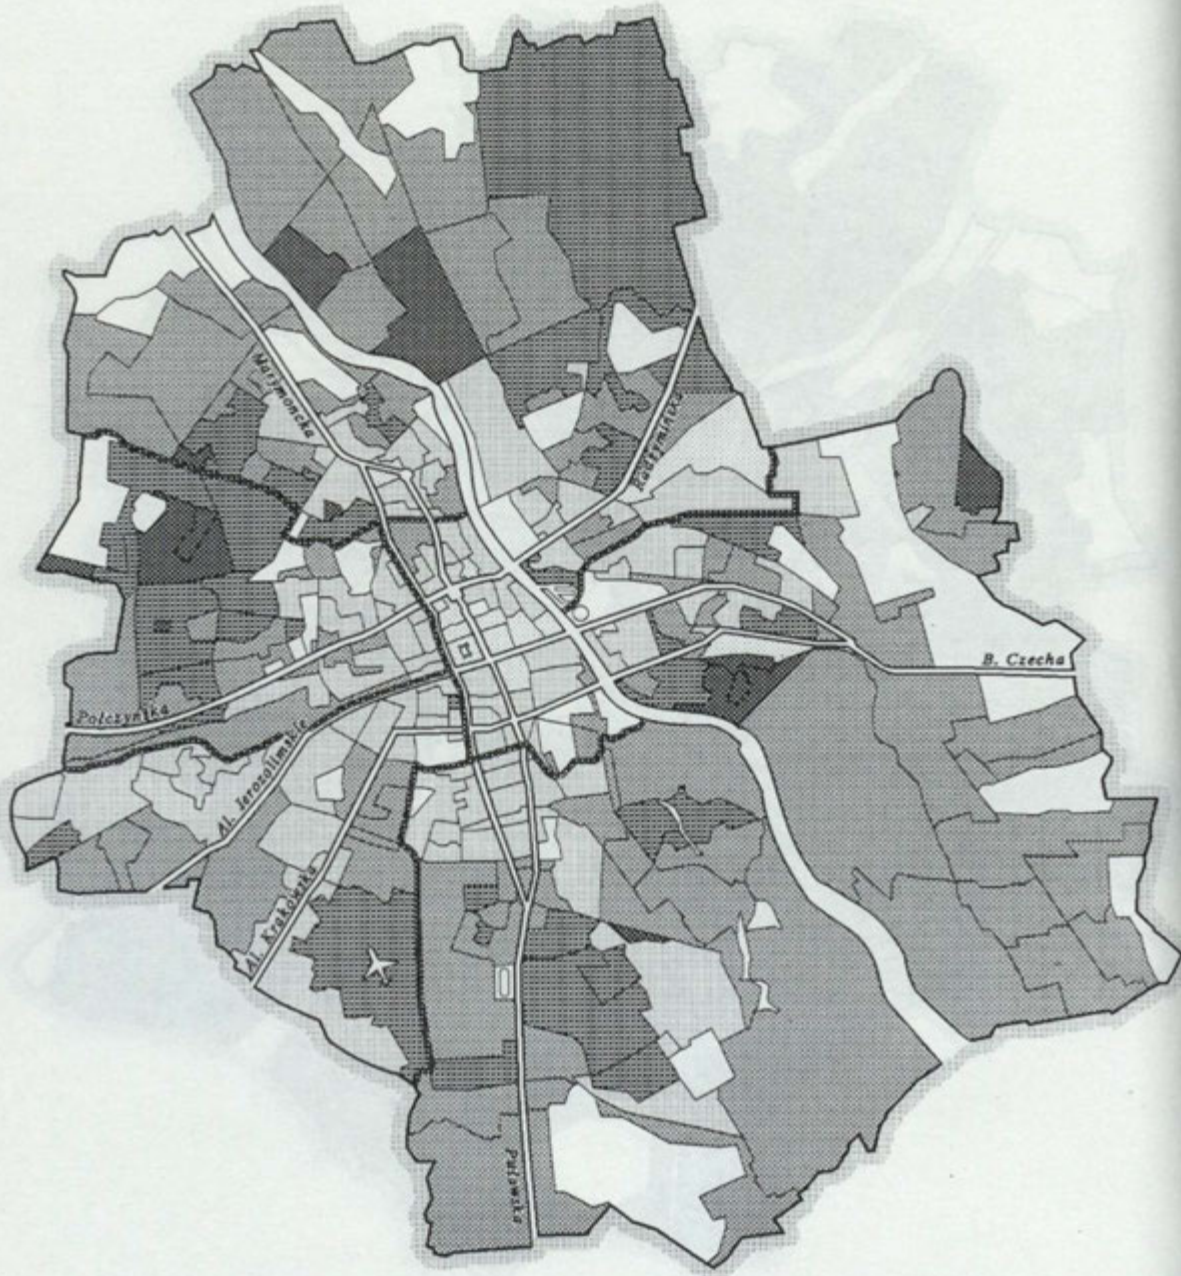 Marymoncka
Radzymińska
B. Czecha
Połczyńska
Al. Jerozolimskie
Al. Krakowska
Puławska